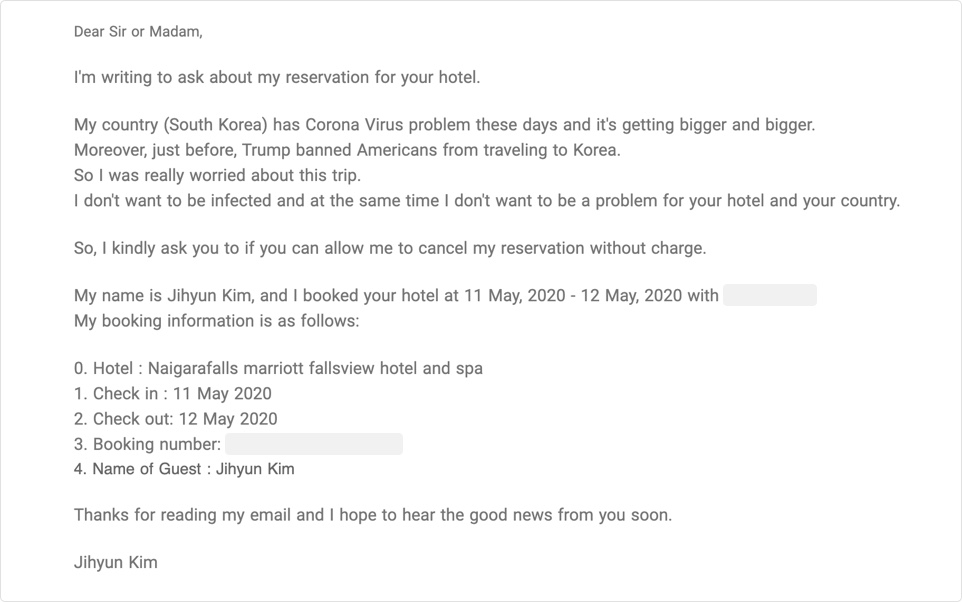 Dear Sir or Madam,
I'm writing to ask about my reservation for your hotel.
My country (South Korea) has Corona Virus problem these days and it's getting bigger and bigger.
Moreover, just before, Trump banned Americans from traveling to Korea.
So I was really worried about this trip.
I don't want to be infected and at the same time I don't want to be a problem for your hotel and your country.
So, I kindly ask you to if you can allow me to cancel my reservation without charge.
My name is Jihyun Kim, and I booked your hotel at 11 May, 2020 - 12 May, 2020 with
My booking information is as follows:
0. Hotel : Naigarafalls marriott fallsview hotel and spa
1. Check in : 11 May 2020
2. Check out: 12 May 2020
3. Booking number:
4. Name of Guest : Jihyun Kim
Thanks for reading my email and I hope to hear the good news from you soon.
Jihyun Kim